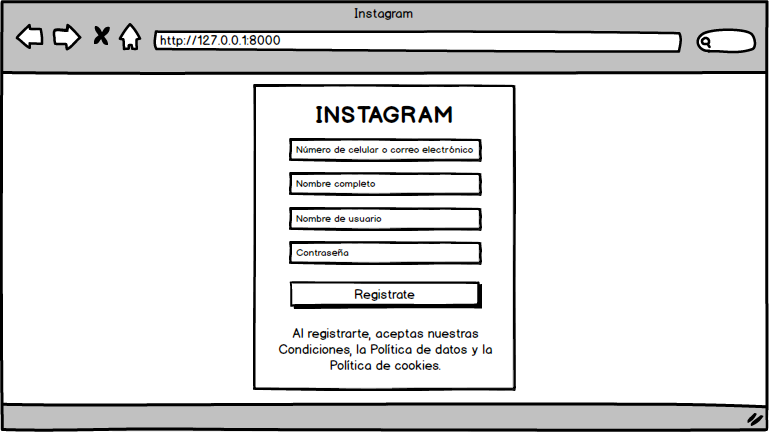 Instagram
http://127.0.0.1:8000
INSTAGRAM
Número de celular o correo electrónico
Nombre completo
Nombre de usuario
Contraseña
Registrate
Al registrarte, aceptas nuestras
Condiciones, la Política de datos y la
Política de cookies.